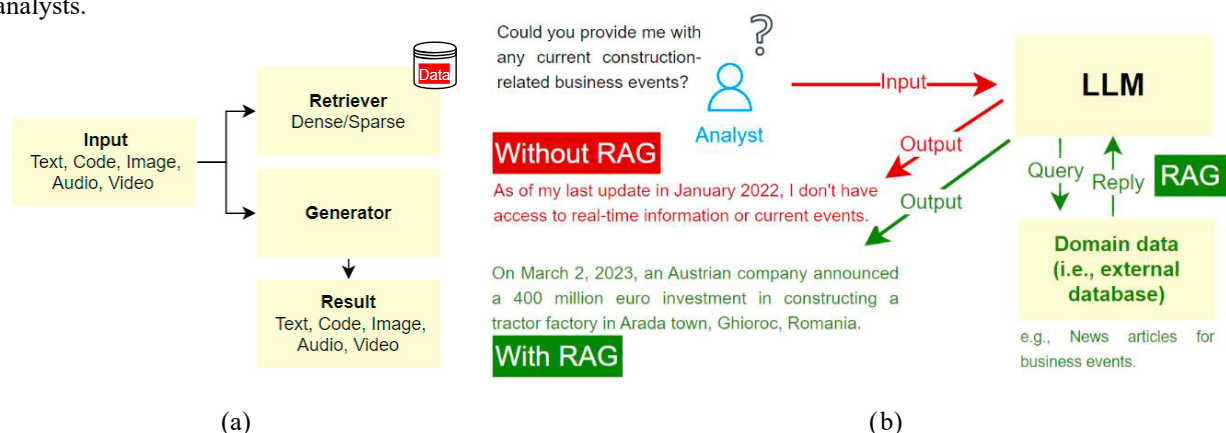 analysts.
Data
Retriever
Dense/Sparse
Input
Text, Code, Image,
Audio, Video
Generator
Result
Text, Code, Image,
Audio, Video
(a)
Could you provide me with
any current construction-
related business events?
?
Analyst
Input
LLM
Without RAG
Output
As of my last update in January 2022, I don't have
access to real-time information or current events.
Output
Query
Reply
RAG
Domain data
(i.e., external
database)
e.g., News articles for
business events.
On March 2, 2023, an Austrian company announced
a 400 million euro investment in constructing a
tractor factory in Arada town, Ghioroc, Romania.
With RAG
(b)